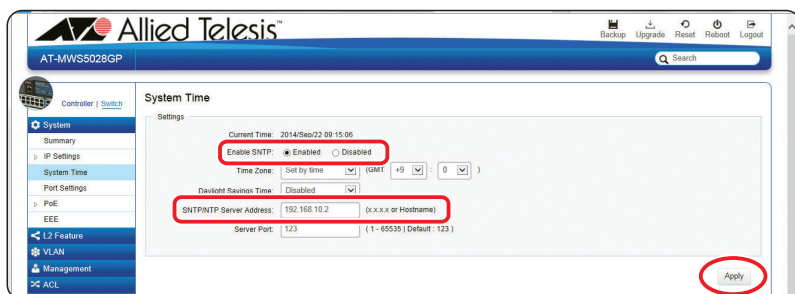 Allied Telesis™
Backup Upgrade Reset Reboot Logout
AT-MWS5028GP
Search
Controller | Switch
System
Summary
IP Settings
System Time
Port Settings
PoE
EEE
L2 Feature
VLAN
Management
ACL
System Time
Settings
Current Time: 2014/Sep/22 09:15:06
Enable SNTP: Enabled Disabled
Time Zone: Set by time (GMT +9 : 0 )
Daylight Savings Time: Disabled
SNTP/NTP Server Address: 192.168.10.2 (x.x.x.x or Hostname)
Server Port: 123 ( 1 - 65535 | Default : 123 )
Apply